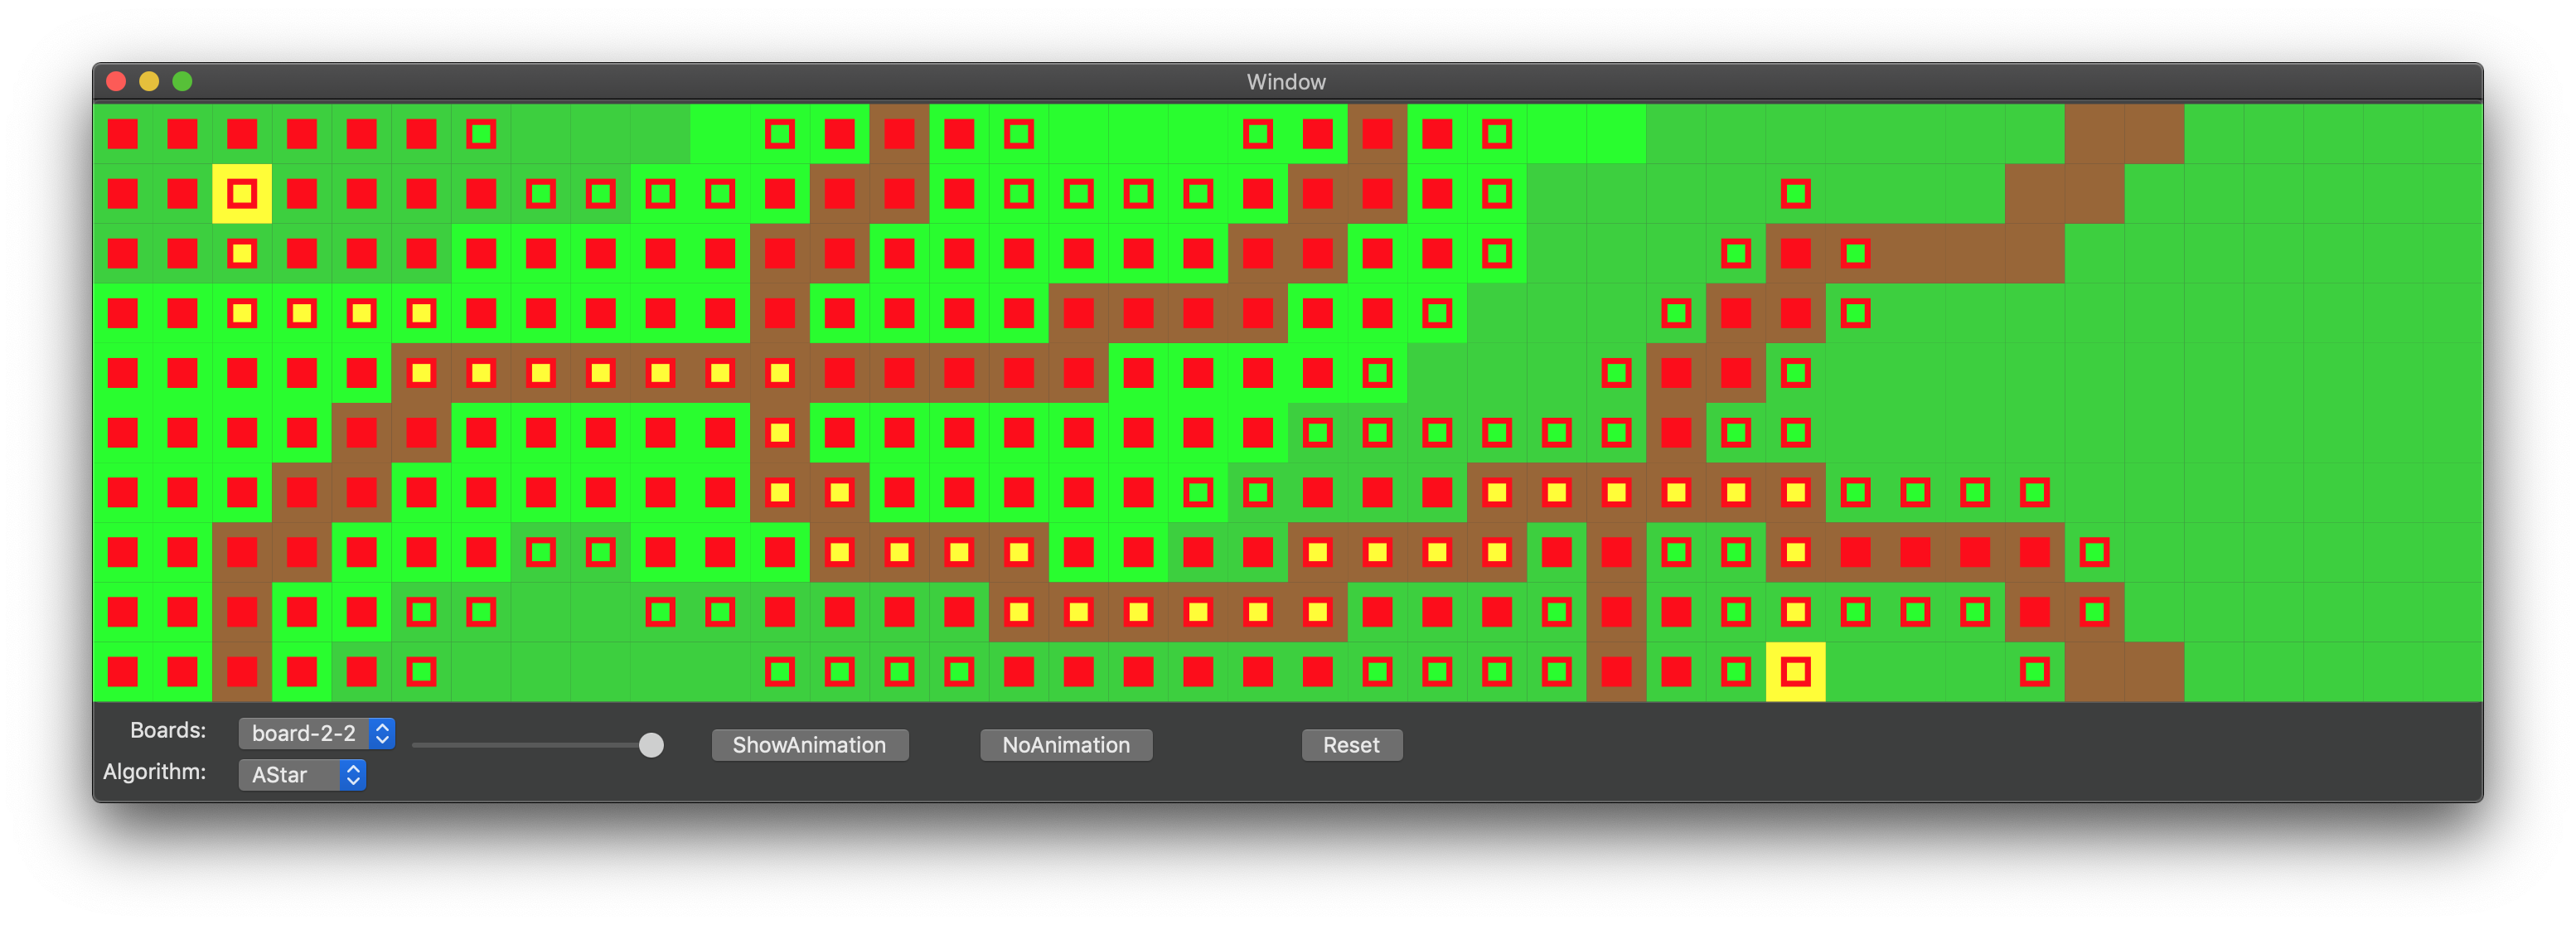 Window
Boards:
board-2-2
ShowAnimation
NoAnimation
Reset
Algorithm:
AStar